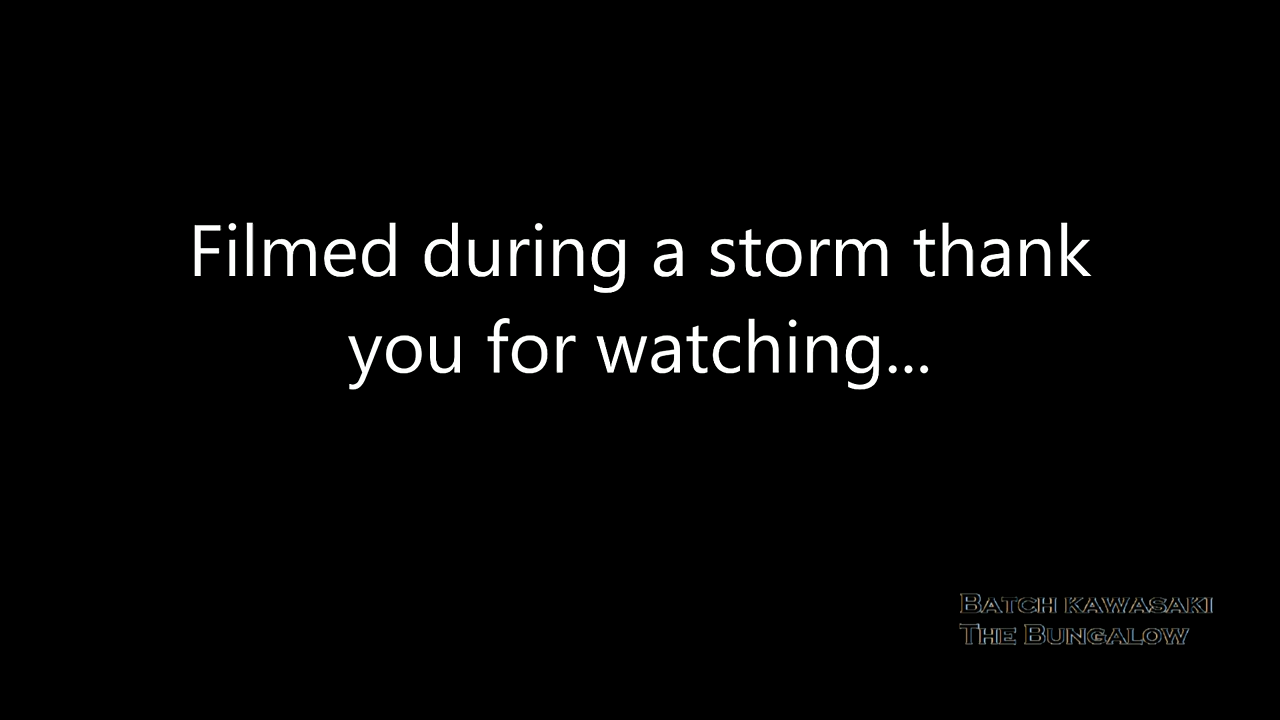 Filmed during a storm thank
you for watching...
BATCH KAWASAKI
THE BUNGALOW